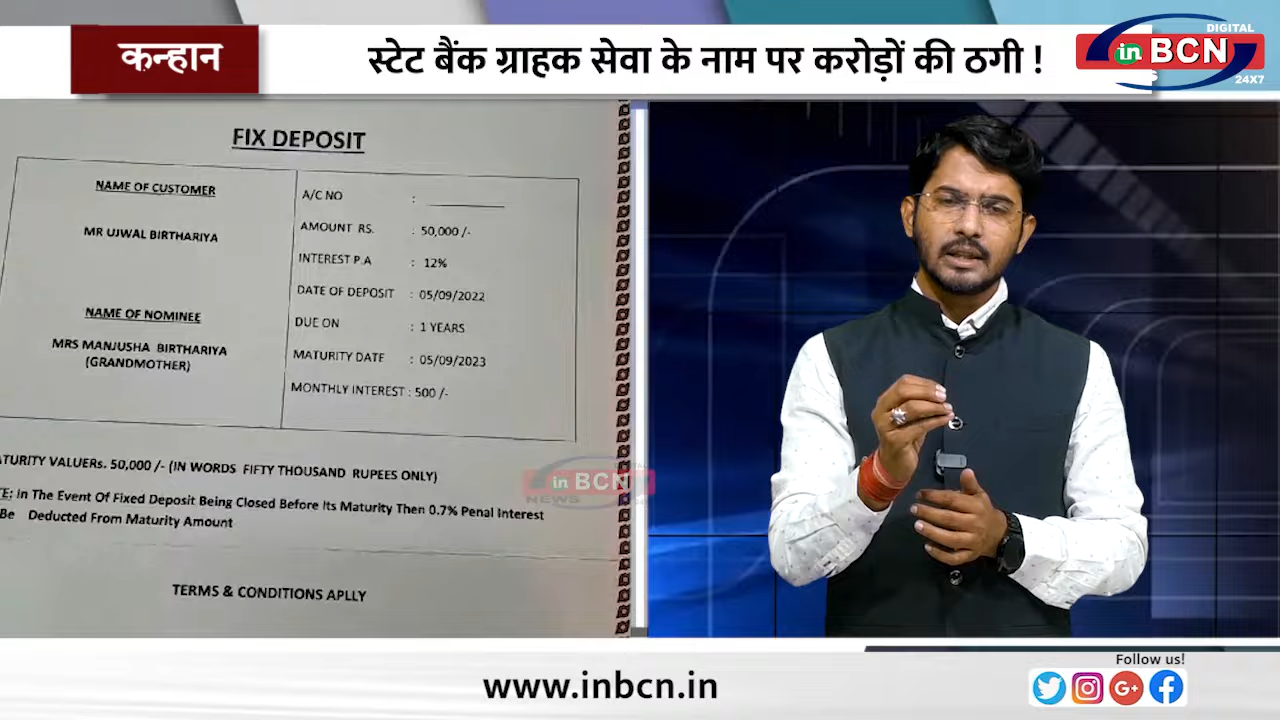 कन्हान
स्टेट बैंक ग्राहक सेवा के नाम पर करोड़ों की ठगी !
DIGITAL
in BCN
24X7
FIX DEPOSIT
NAME OF CUSTOMER
MR UJWAL BIRTHARIYA
NAME OF NOMINEE
MRS MANJUSHA BIRTHARIYA
(GRANDMOTHER)
A/C NO :
AMOUNT RS. : 50,000 /-
INTEREST P.A : 12%
DATE OF DEPOSIT : 05/09/2022
DUE ON : 1 YEARS
MATURITY DATE : 05/09/2023
MONTHLY INTEREST : 500 /-
ATURITY VALUERs. 50,000 /- (IN WORDS FIFTY THOUSAND RUPEES ONLY)
TE: In The Event Of Fixed Deposit Being Closed Before Its Maturity Then 0.7% Penal Interest
Be Deducted From Maturity Amount
TERMS & CONDITIONS APLLY
in BCN
NEWS
Follow us!
www.inbcn.in